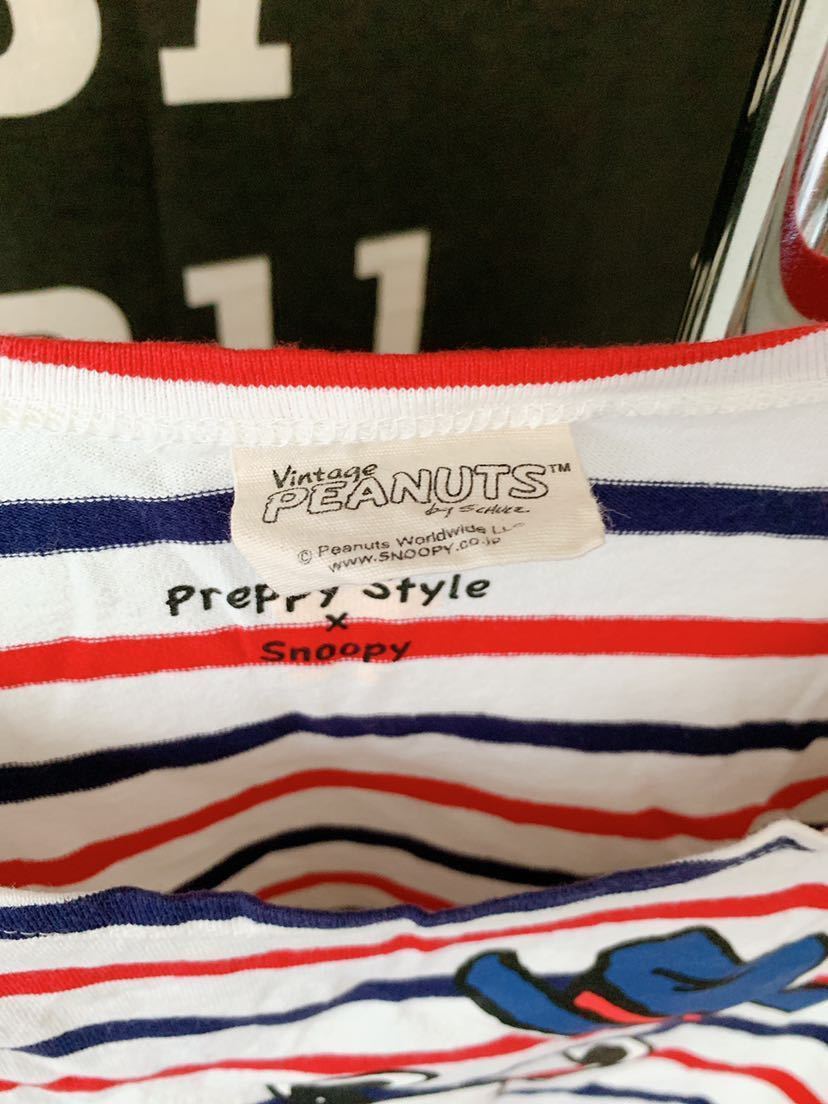 Vintage
PEANUTS™
by SCHULZ.
© Peanuts Worldwide LLC
www.SNOOPY.co.jp
Preppy Style
×
Snoopy